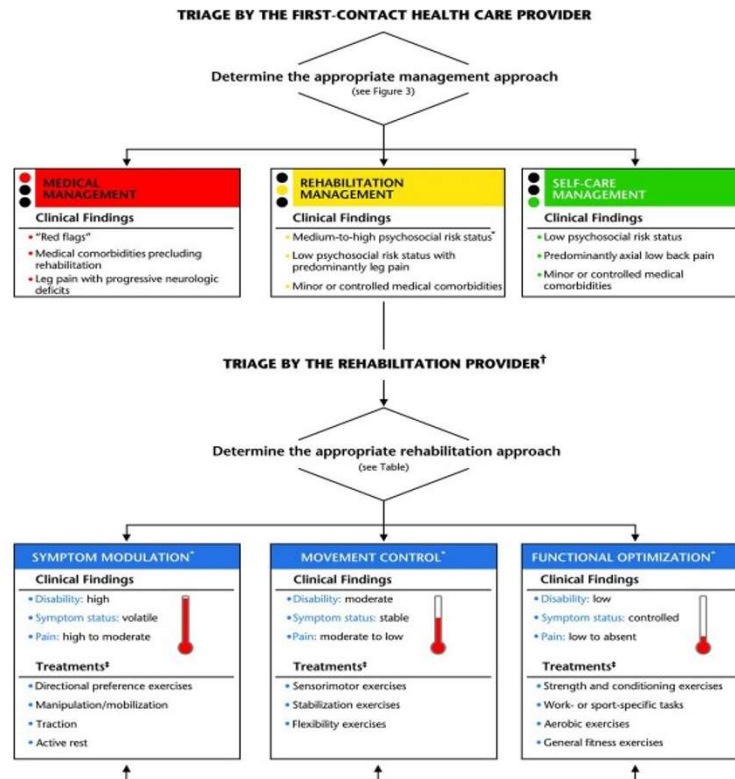 TRIAGE BY THE FIRST-CONTACT HEALTH CARE PROVIDER
Determine the appropriate management approach
(see Figure 3)
MEDICAL
MANAGEMENT
Clinical Findings
• "Red flags"
• Medical comorbidities precluding
rehabilitation
• Leg pain with progressive neurologic
deficits
REHABILITATION
MANAGEMENT
Clinical Findings
• Medium-to-high psychosocial risk status*
• Low psychosocial risk status with
predominantly leg pain
• Minor or controlled medical comorbidities
SELF-CARE
MANAGEMENT
Clinical Findings
• Low psychosocial risk status
• Predominantly axial low back pain
• Minor or controlled medical
comorbidities
TRIAGE BY THE REHABILITATION PROVIDER†
Determine the appropriate rehabilitation approach
(see Table)
SYMPTOM MODULATION*
Clinical Findings
• Disability: high
• Symptom status: volatile
• Pain: high to moderate
Treatments‡
• Directional preference exercises
• Manipulation/mobilization
• Traction
• Active rest
MOVEMENT CONTROL*
Clinical Findings
• Disability: moderate
• Symptom status: stable
• Pain: moderate to low
Treatments‡
• Sensorimotor exercises
• Stabilization exercises
• Flexibility exercises
FUNCTIONAL OPTIMIZATION*
Clinical Findings
• Disability: low
• Symptom status: controlled
• Pain: low to absent
Treatments‡
• Strength and conditioning exercises
• Work- or sport-specific tasks
• Aerobic exercises
• General fitness exercises